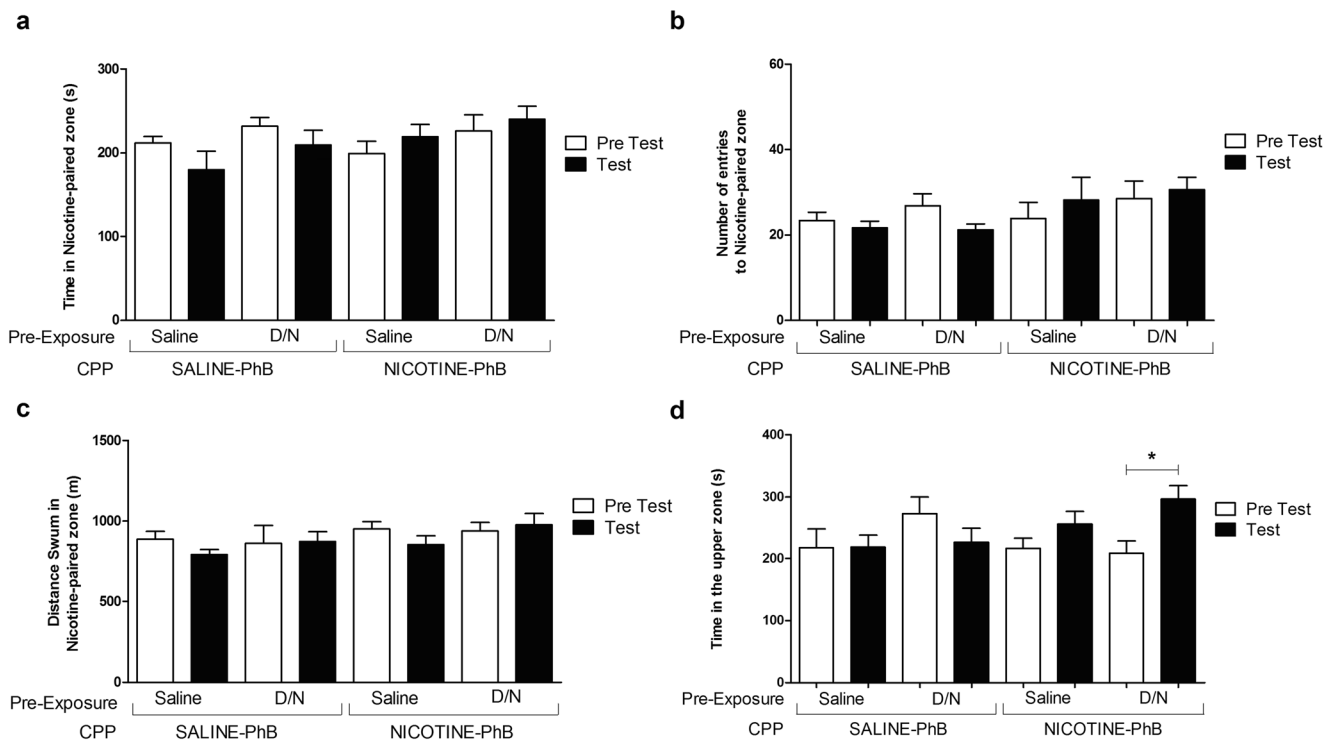 a
Time in Nicotine-paired zone (s)
300
200
100
0
Pre Test
Test
Pre-Exposure Saline D/N Saline D/N
CPP SALINE-PhB NICOTINE-PhB
b
Number of entries
to Nicotine-paired zone
60
40
20
0
Pre Test
Test
Pre-Exposure Saline D/N Saline D/N
CPP SALINE-PhB NICOTINE-PhB
c
Distance Swum in
Nicotine-paired zone (m)
1500
1000
500
0
Pre Test
Test
Pre-Exposure Saline D/N Saline D/N
CPP SALINE-PhB NICOTINE-PhB
d
Time in the upper zone (s)
400
300
200
100
0
*
Pre Test
Test
Pre-Exposure Saline D/N Saline D/N
CPP SALINE-PhB NICOTINE-PhB